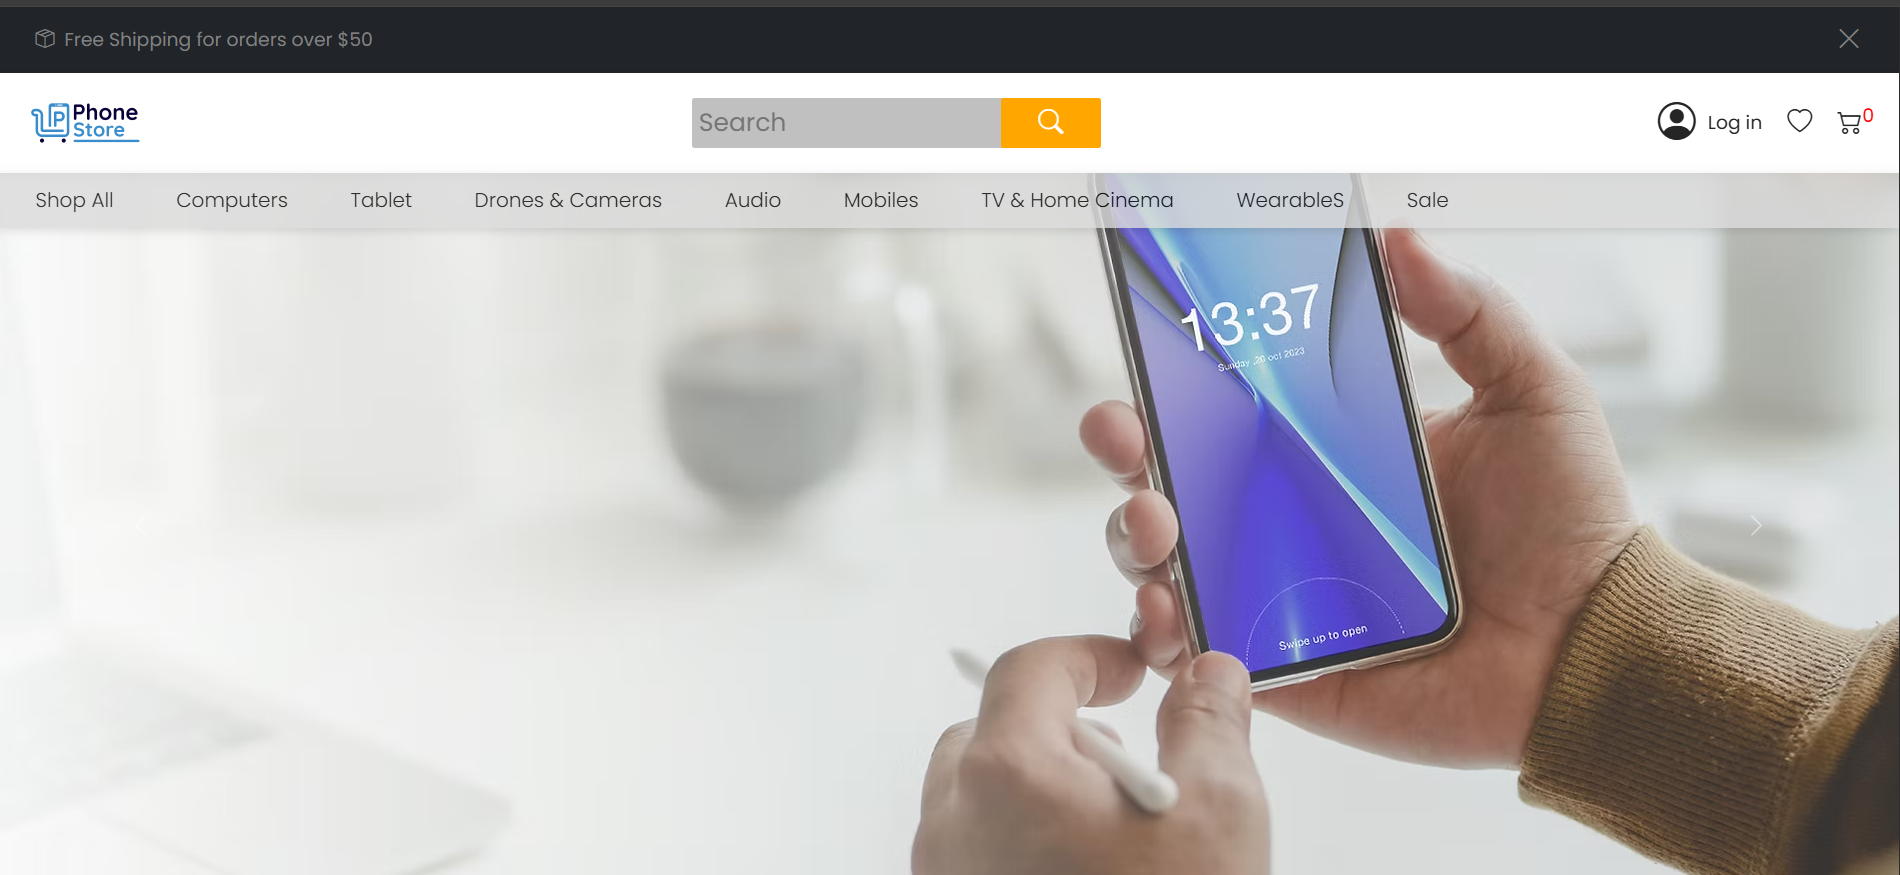 Free Shipping for orders over $50
Phone
Store
Search
Log in
0
Shop All Computers Tablet Drones & Cameras Audio Mobiles TV & Home Cinema WearableS Sale
13:37
Sunday ,20 oct 2023
Swipe up to open